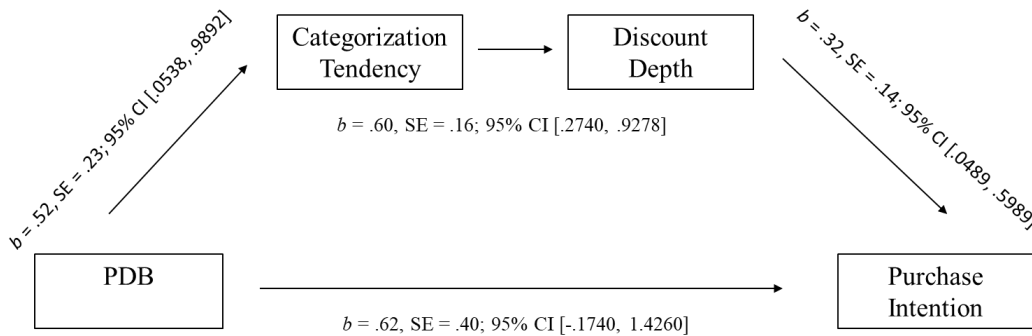 Categorization
Tendency
Discount
Depth
b = .52, SE = .23; 95% CI [.0538, .9892]
b = .32, SE = .14; 95% CI [.0489, .5989]
b = .60, SE = .16; 95% CI [.2740, .9278]
PDB
Purchase
Intention
b = .62, SE = .40; 95% CI [-.1740, 1.4260]